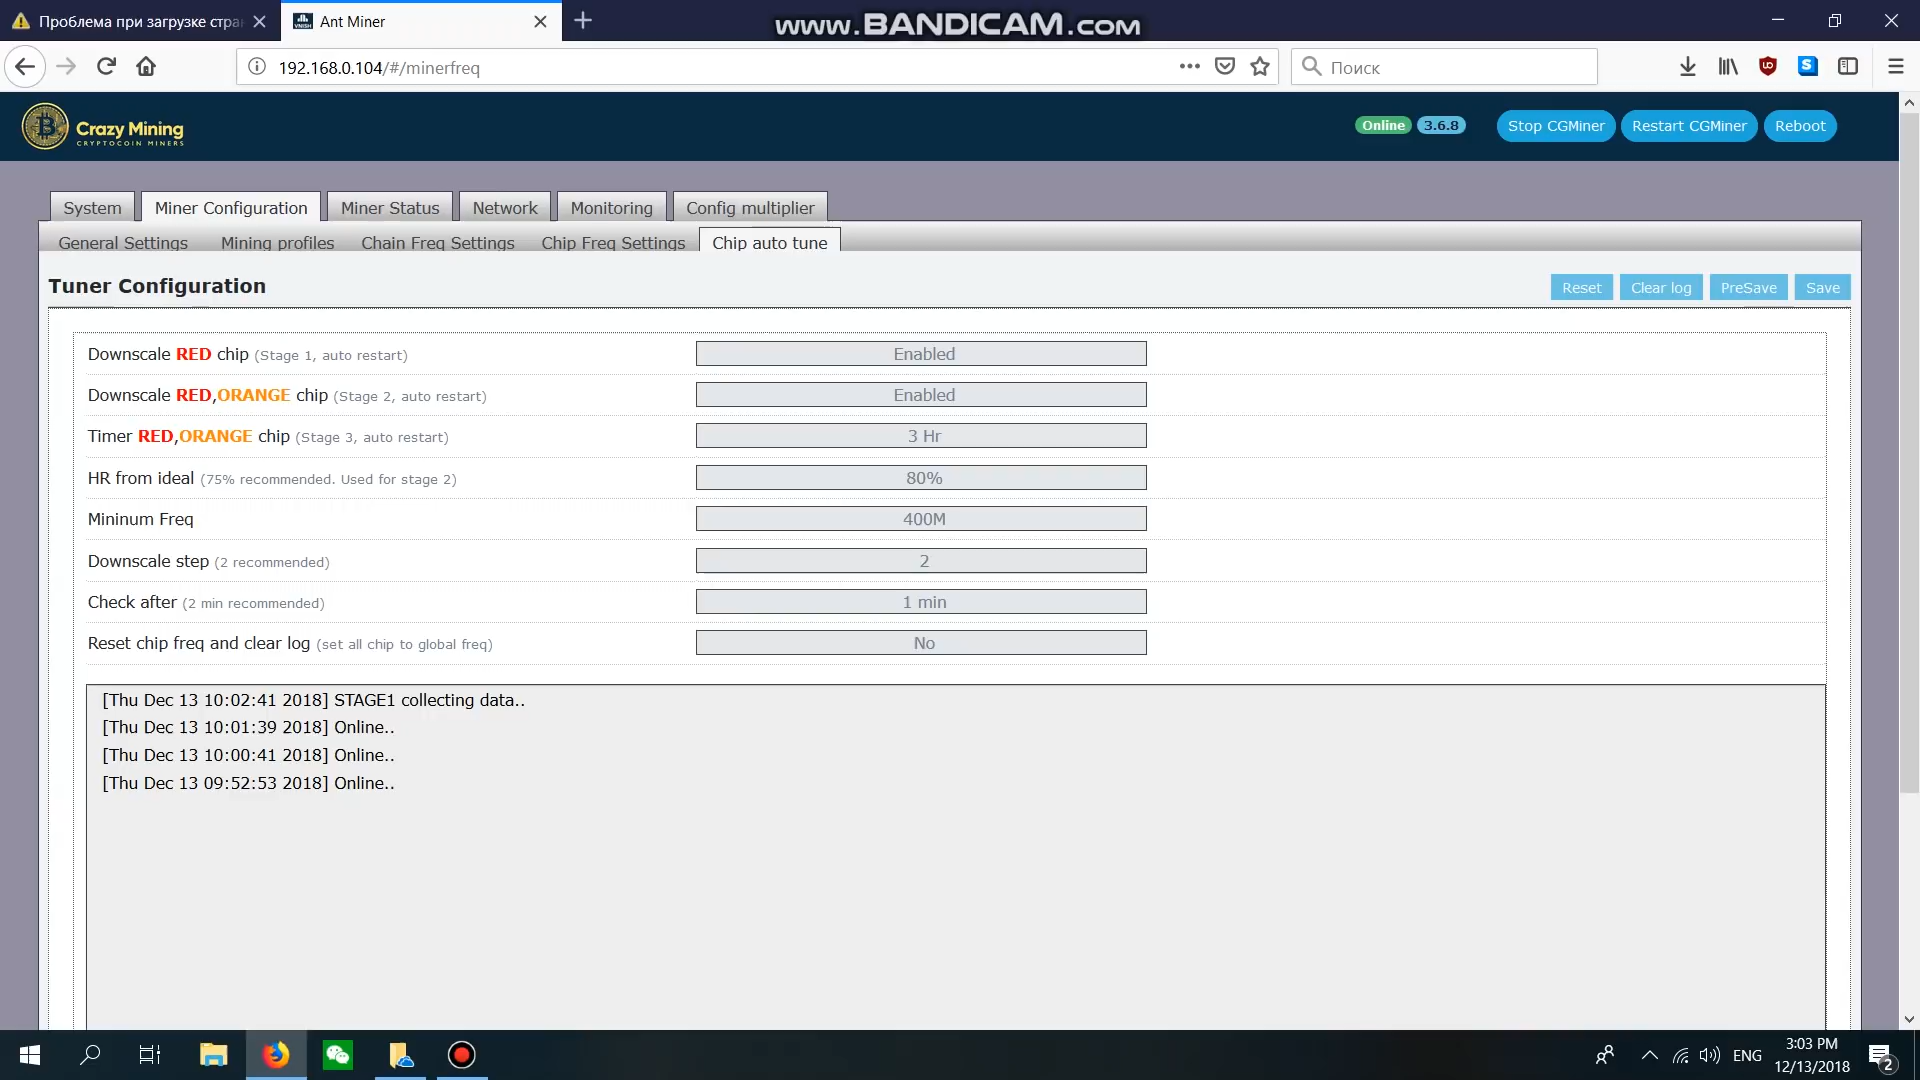 Проблема при загрузке стра
Ant Miner
www.BANDICAM.com
192.168.0.104/#/minerfreq
Поиск
Crazy Mining
CRYPTOCOIN MINERS
Online
3.6.8
Stop CGMiner
Restart CGMiner
Reboot
System
Miner Configuration
Miner Status
Network
Monitoring
Config multiplier
General Settings
Mining profiles
Chain Freq Settings
Chip Freq Settings
Chip auto tune
Tuner Configuration
Reset
Clear log
PreSave
Save
Downscale RED chip (Stage 1, auto restart)
Enabled
Downscale RED,ORANGE chip (Stage 2, auto restart)
Enabled
Timer RED,ORANGE chip (Stage 3, auto restart)
3 Hr
HR from ideal (75% recommended. Used for stage 2)
80%
Mininum Freq
400M
Downscale step (2 recommended)
2
Check after (2 min recommended)
1 min
Reset chip freq and clear log (set all chip to global freq)
No
[Thu Dec 13 10:02:41 2018] STAGE1 collecting data..
[Thu Dec 13 10:01:39 2018] Online..
[Thu Dec 13 10:00:41 2018] Online..
[Thu Dec 13 09:52:53 2018] Online..
ENG
3:03 PM
12/13/2018
2